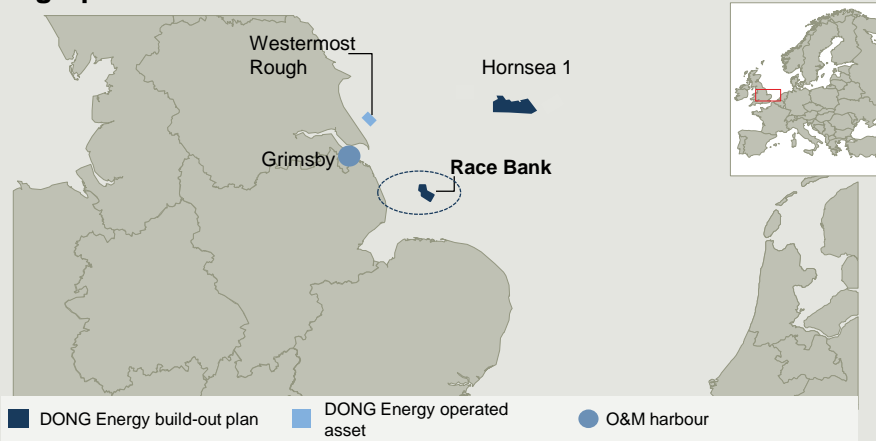 Westermost
Rough
Hornsea 1
Grimsby
Race Bank
DONG Energy build-out plan
DONG Energy operated
asset
O&M harbour